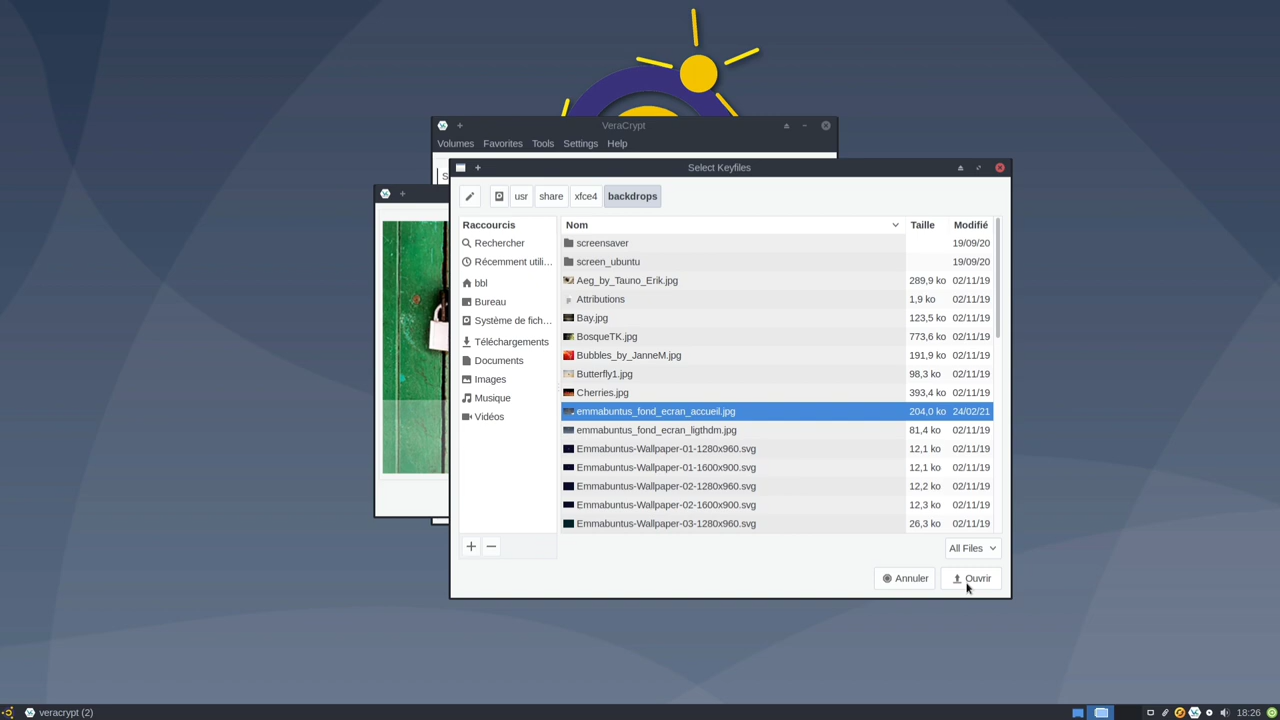 VeraCrypt
Volumes Favorites Tools Settings Help
S
Select Keyfiles
usr share xfce4 backdrops
Raccourcis
Rechercher
Récemment utili…
bbl
Bureau
Système de fich…
Téléchargements
Documents
Images
Musique
Vidéos
Nom Taille Modifié
screensaver 19/09/20
screen_ubuntu 19/09/20
Aeg_by_Tauno_Erik.jpg 289,9 ko 02/11/19
Attributions 1,9 ko 02/11/19
Bay.jpg 123,5 ko 02/11/19
BosqueTK.jpg 773,6 ko 02/11/19
Bubbles_by_JanneM.jpg 191,9 ko 02/11/19
Butterfly1.jpg 98,3 ko 02/11/19
Cherries.jpg 393,4 ko 02/11/19
emmabuntus_fond_ecran_accueil.jpg 204,0 ko 24/02/21
emmabuntus_fond_ecran_ligthdm.jpg 81,4 ko 02/11/19
Emmabuntus-Wallpaper-01-1280x960.svg 12,1 ko 02/11/19
Emmabuntus-Wallpaper-01-1600x900.svg 12,1 ko 02/11/19
Emmabuntus-Wallpaper-02-1280x960.svg 12,2 ko 02/11/19
Emmabuntus-Wallpaper-02-1600x900.svg 12,3 ko 02/11/19
Emmabuntus-Wallpaper-03-1280x960.svg 26,3 ko 02/11/19
All Files
Annuler Ouvrir
veracrypt (2) 18:26